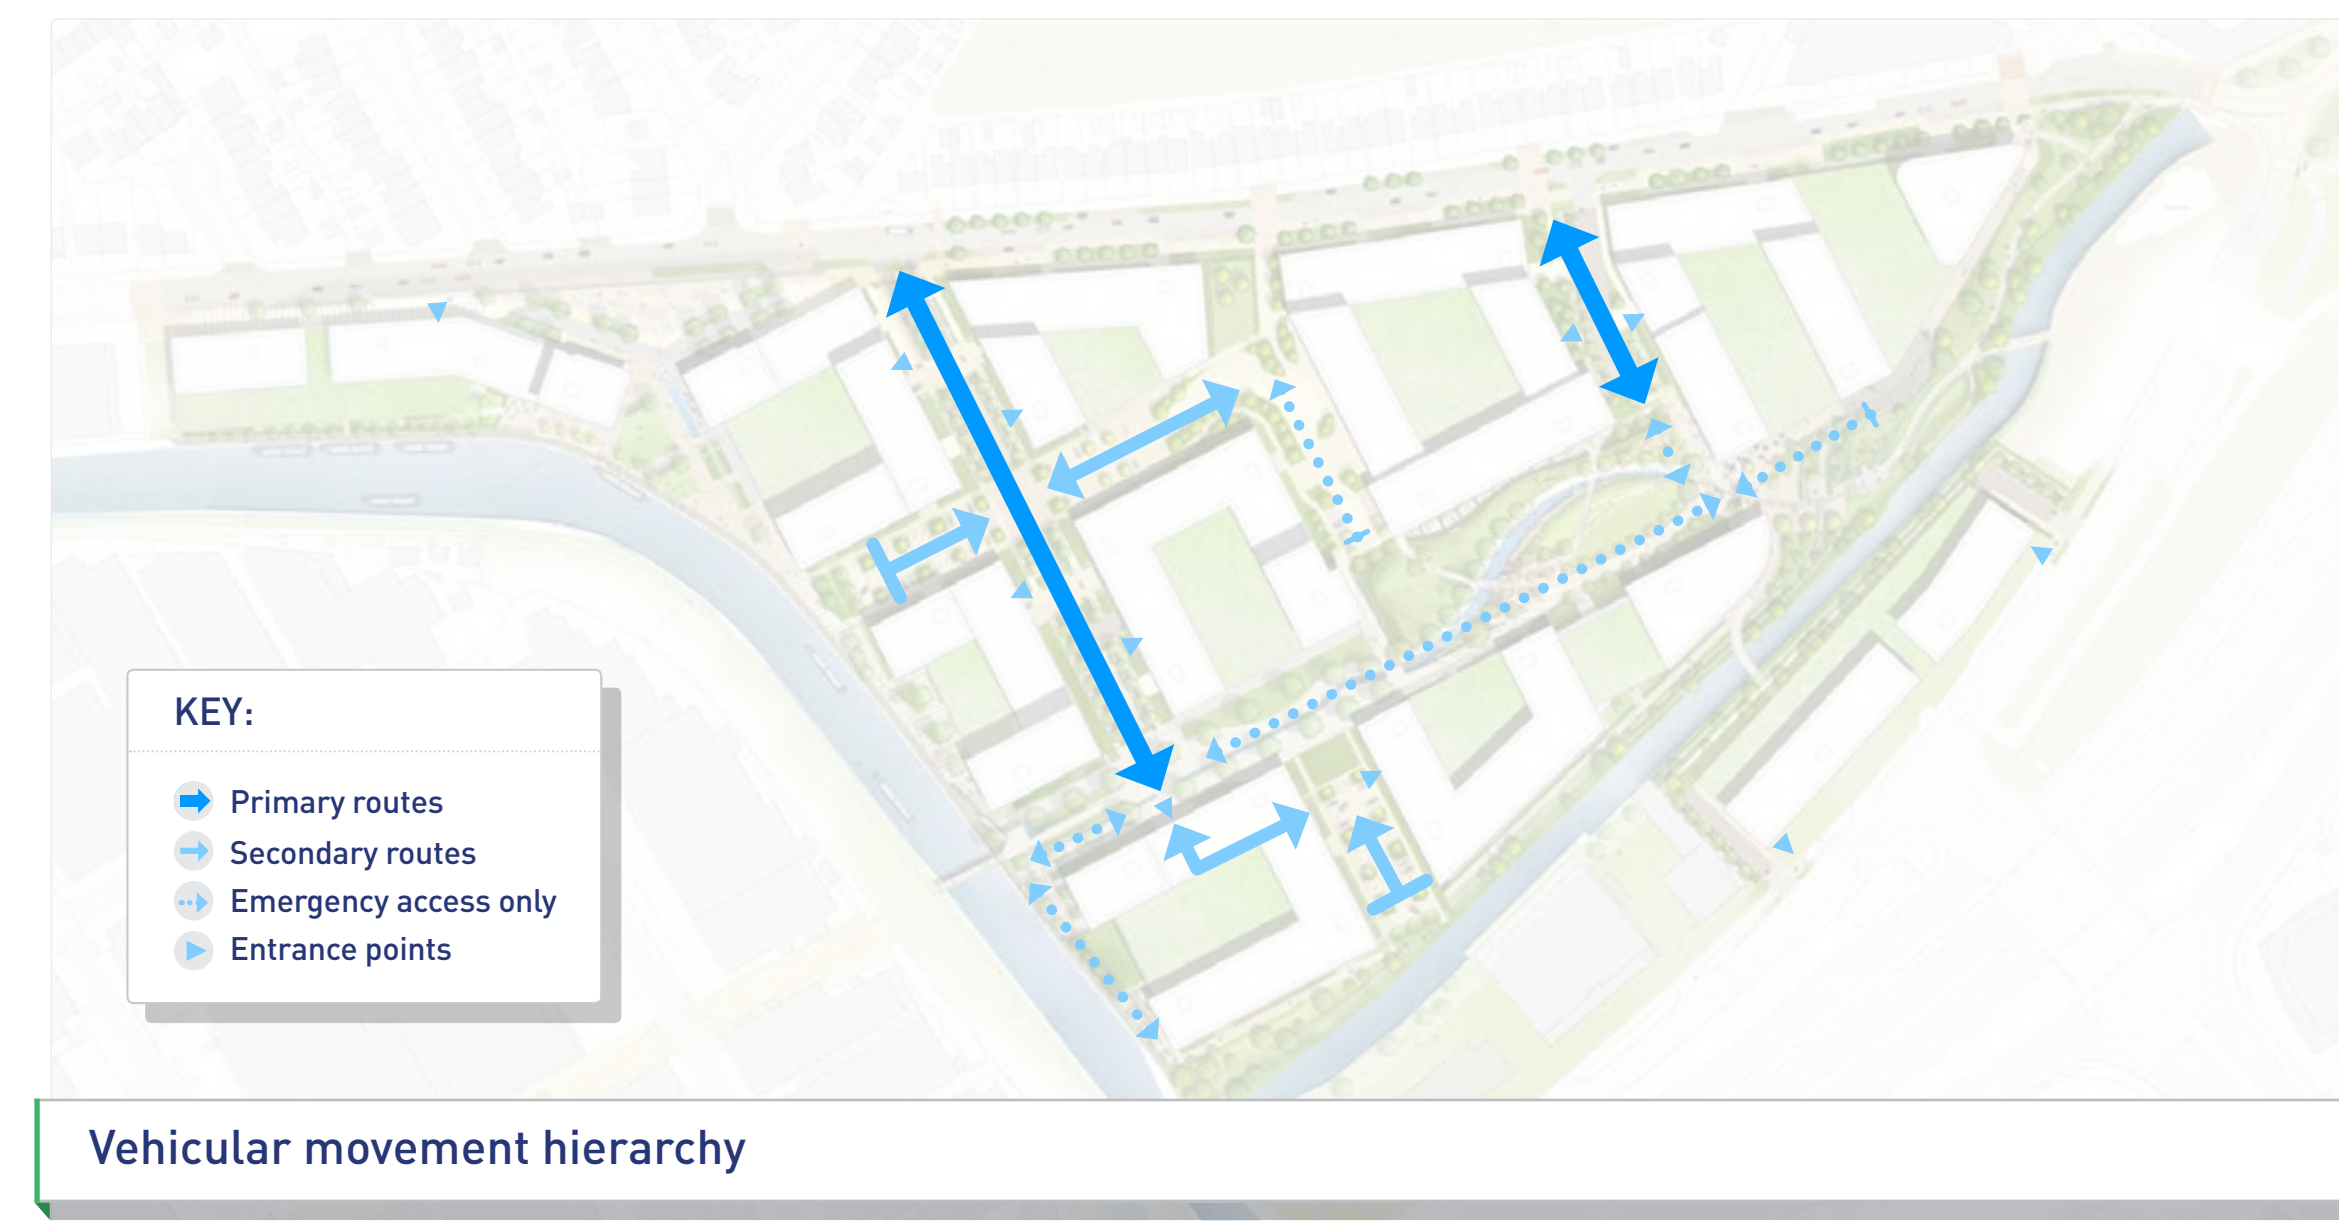 KEY:
Primary routes
Secondary routes
Emergency access only
Entrance points
Vehicular movement hierarchy